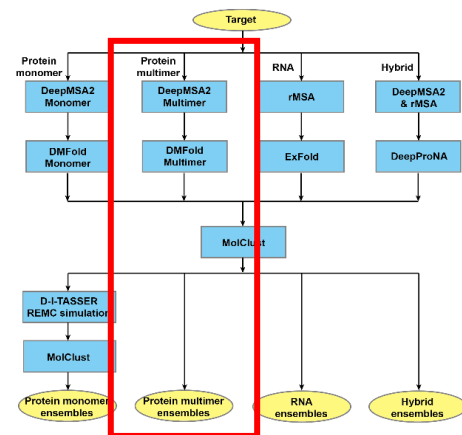 Target
Protein
monomer
Protein
multimer
RNA
Hybrid
DeepMSA2
Monomer
DeepMSA2
Multimer
rMSA
DeepMSA2
& rMSA
DMFold
Monomer
DMFold
Multimer
ExFold
DeepProNA
MolClust
D-I-TASSER
REMC simulation
MolClust
Protein monomer
ensembles
Protein multimer
ensembles
RNA
ensembles
Hybrid
ensembles